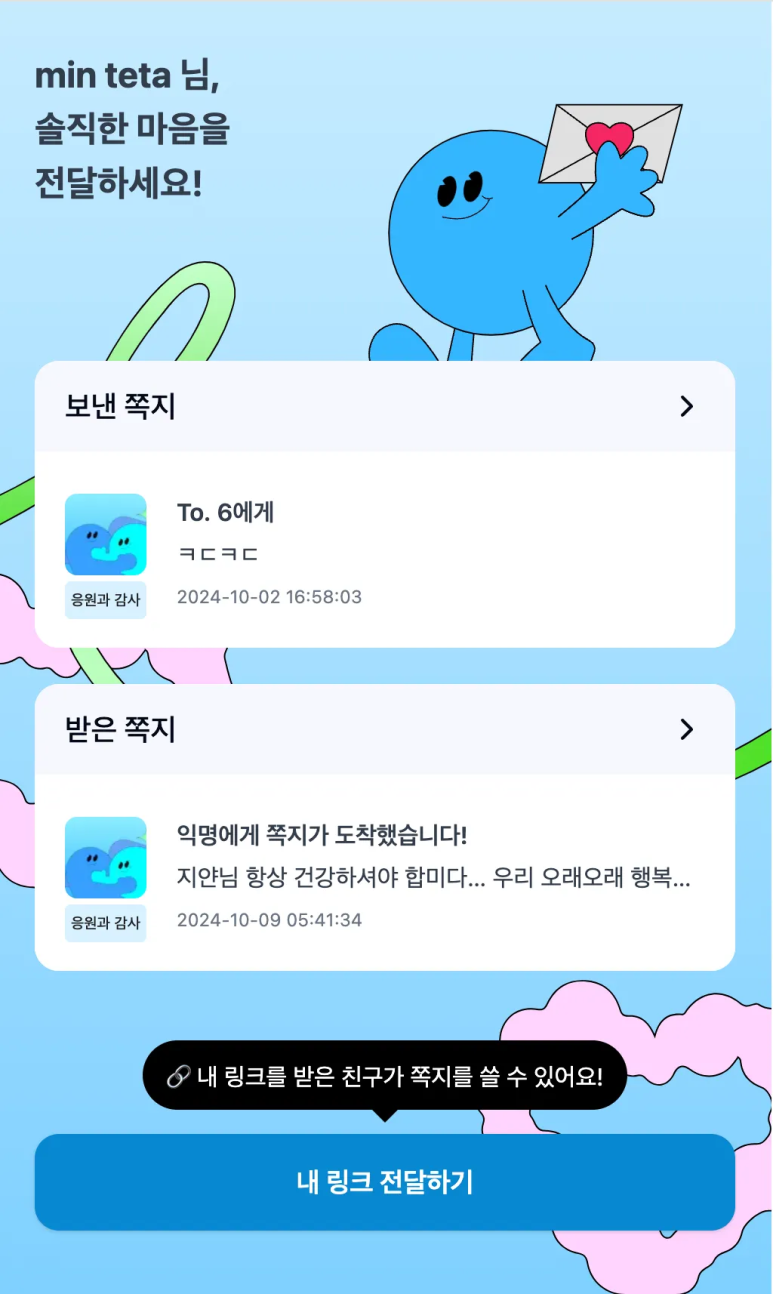 min teta 님,
솔직한 마음을
전달하세요!
보낸 쪽지
To. 6에게
ㅋㄷㅋㄷ
응원과 감사
2024-10-02 16:58:03
받은 쪽지
익명에게 쪽지가 도착했습니다!
지얀님 항상 건강하셔야 합미다... 우리 오래오래 행복...
응원과 감사
2024-10-09 05:41:34
🔗 내 링크를 받은 친구가 쪽지를 쓸 수 있어요!
내 링크 전달하기